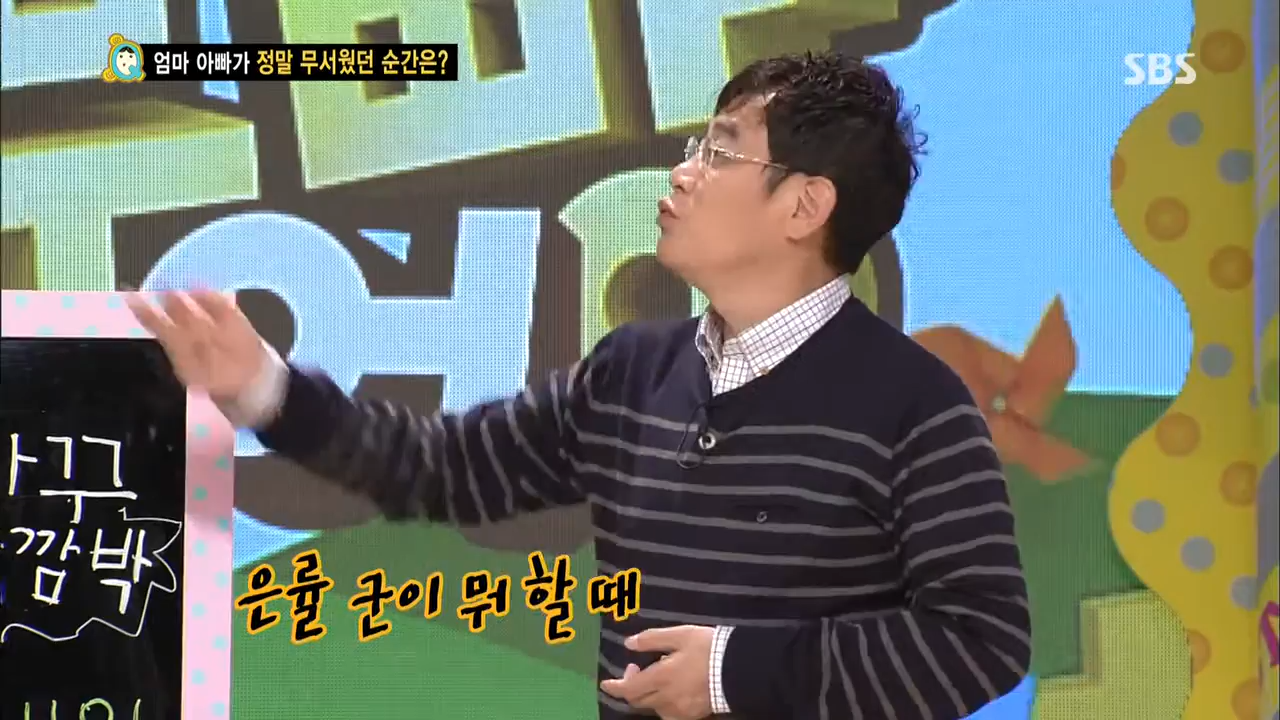 엄마 아빠가 정말 무서웠던 순간은?
SBS
꾸
깜박
은률 군이 뭐 할 때